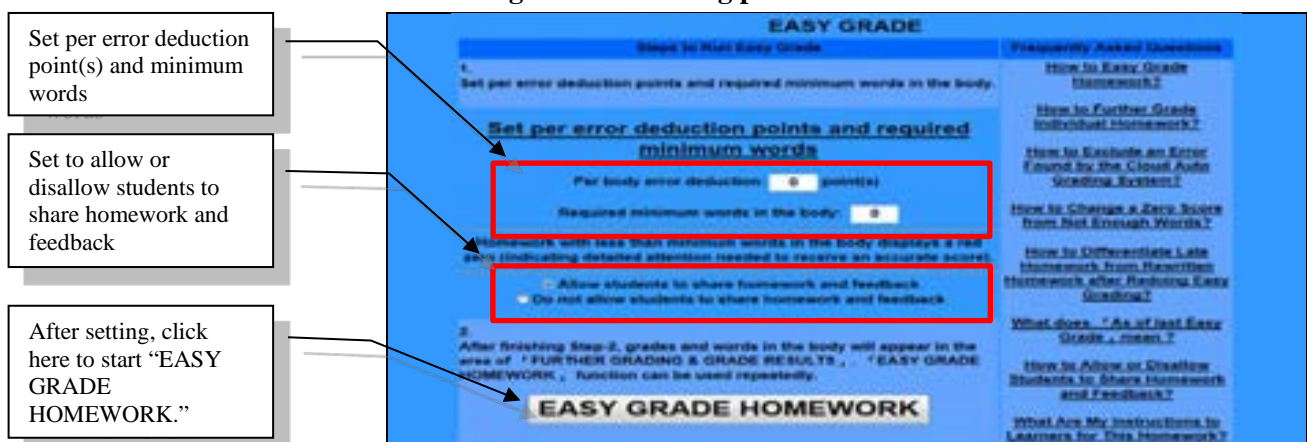 Set per error deduction
point(s) and minimum
words
Set to allow or
disallow students to
share homework and
feedback
After setting, click
here to start “EASY
GRADE
HOMEWORK.”
EASY GRADE
Steps to Run Easy Grade
1.
Set per error deduction points and required minimum words in the body.
Set per error deduction points and required
minimum words
Per body error deduction: 0 point(s)
Required minimum words in the body: 0
Homework with less than minimum words in the body displays a red
zero (indicating detailed attention needed to receive an accurate score).
Allow students to share homework and feedback
Do not allow students to share homework and feedback
2.
After finishing Step-2, grades and words in the body will appear in the
area of 「FURTHER GRADING & GRADE RESULTS」. 「EASY GRADE
HOMEWORK」 function can be used repeatedly.
EASY GRADE HOMEWORK
Frequently Asked Questions
How to Easy Grade
Homework?
How to Further Grade
Individual Homework?
How to Exclude an Error
Found by the Cloud Auto
Grading System?
How to Change a Zero Score
from Not Enough Words?
How to Differentiate Late
Homework from Rewritten
Homework after Redoing Easy
Grading?
What does 「As of last Easy
Grade」 mean ?
How to Allow or Disallow
Students to Share Homework
and Feedback?
What Are My Instructions to
Learners for This Homework?